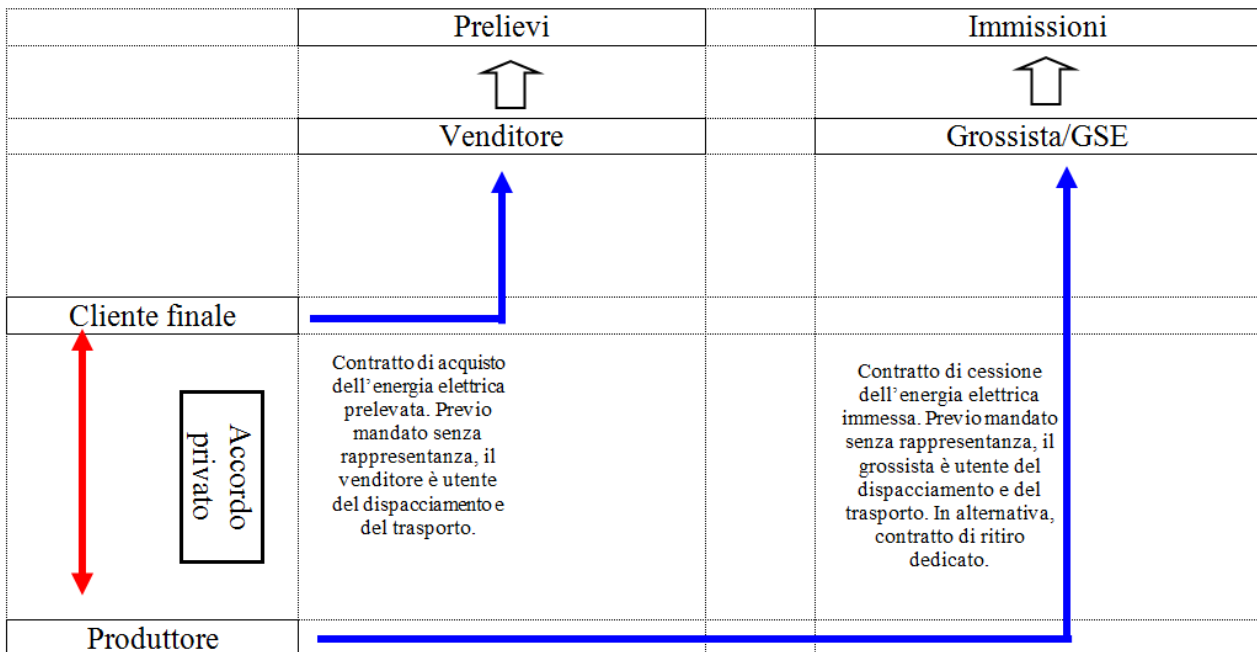 Prelievi
Immissioni
Venditore
Grossista/GSE
Cliente finale
Contratto di acquisto
dell'energia elettrica
prelevata. Previo
mandato senza
rappresentanza, il
venditore è utente
del dispacciamento e
del trasporto.
Contratto di cessione
dell'energia elettrica
immessa. Previo mandato
senza rappresentanza, il
grossista è utente del
dispacciamento e del
trasporto. In alternativa,
contratto di ritiro
dedicato.
Accordo
privato
Produttore